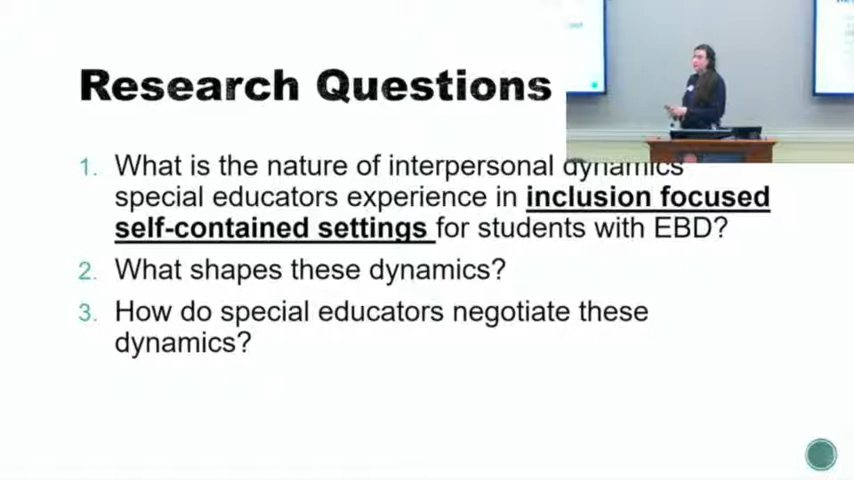 Research Questions
1. What is the nature of interpersonal dynamics
special educators experience in inclusion focused
self-contained settings for students with EBD?
2. What shapes these dynamics?
3. How do special educators negotiate these
dynamics?